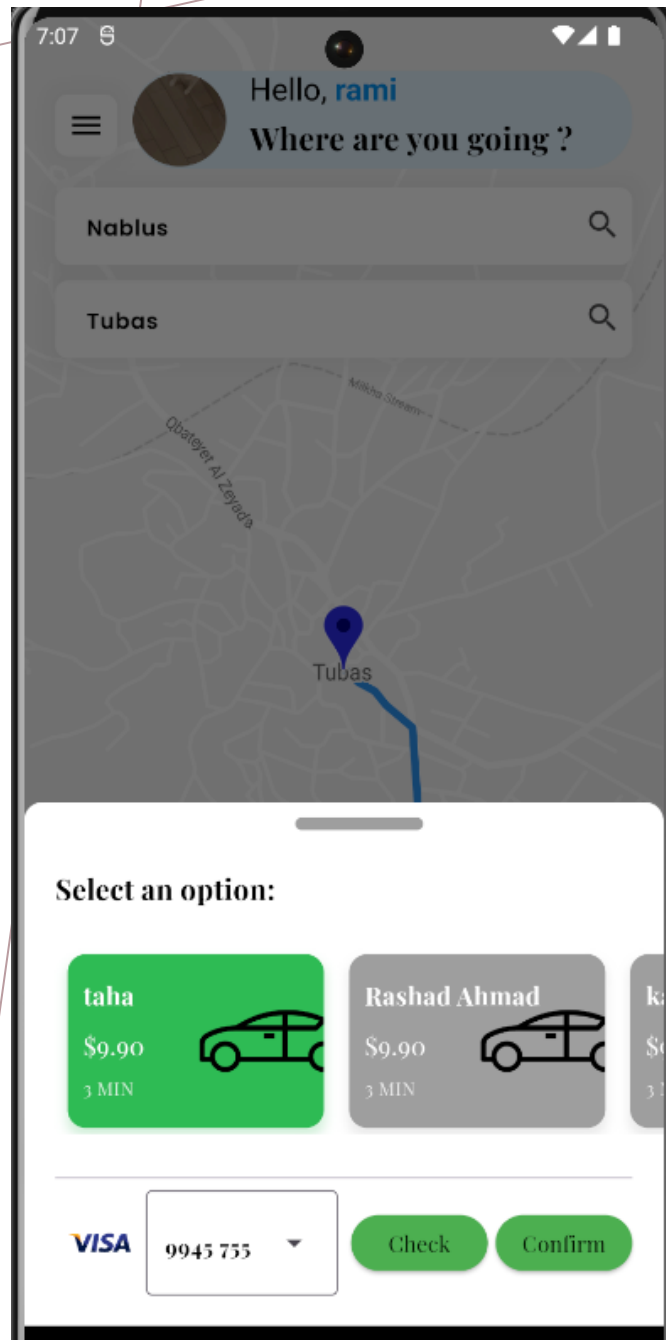 7:07
Hello, rami
Where are you going ?
Nablus
Tubas
Milkha Stream
Qbateyer Al Zeyada
Tubas
Select an option:
taha
$9.90
3 MIN
Rashad Ahmad
$9.90
3 MIN
VISA
9945 755
Check
Confirm